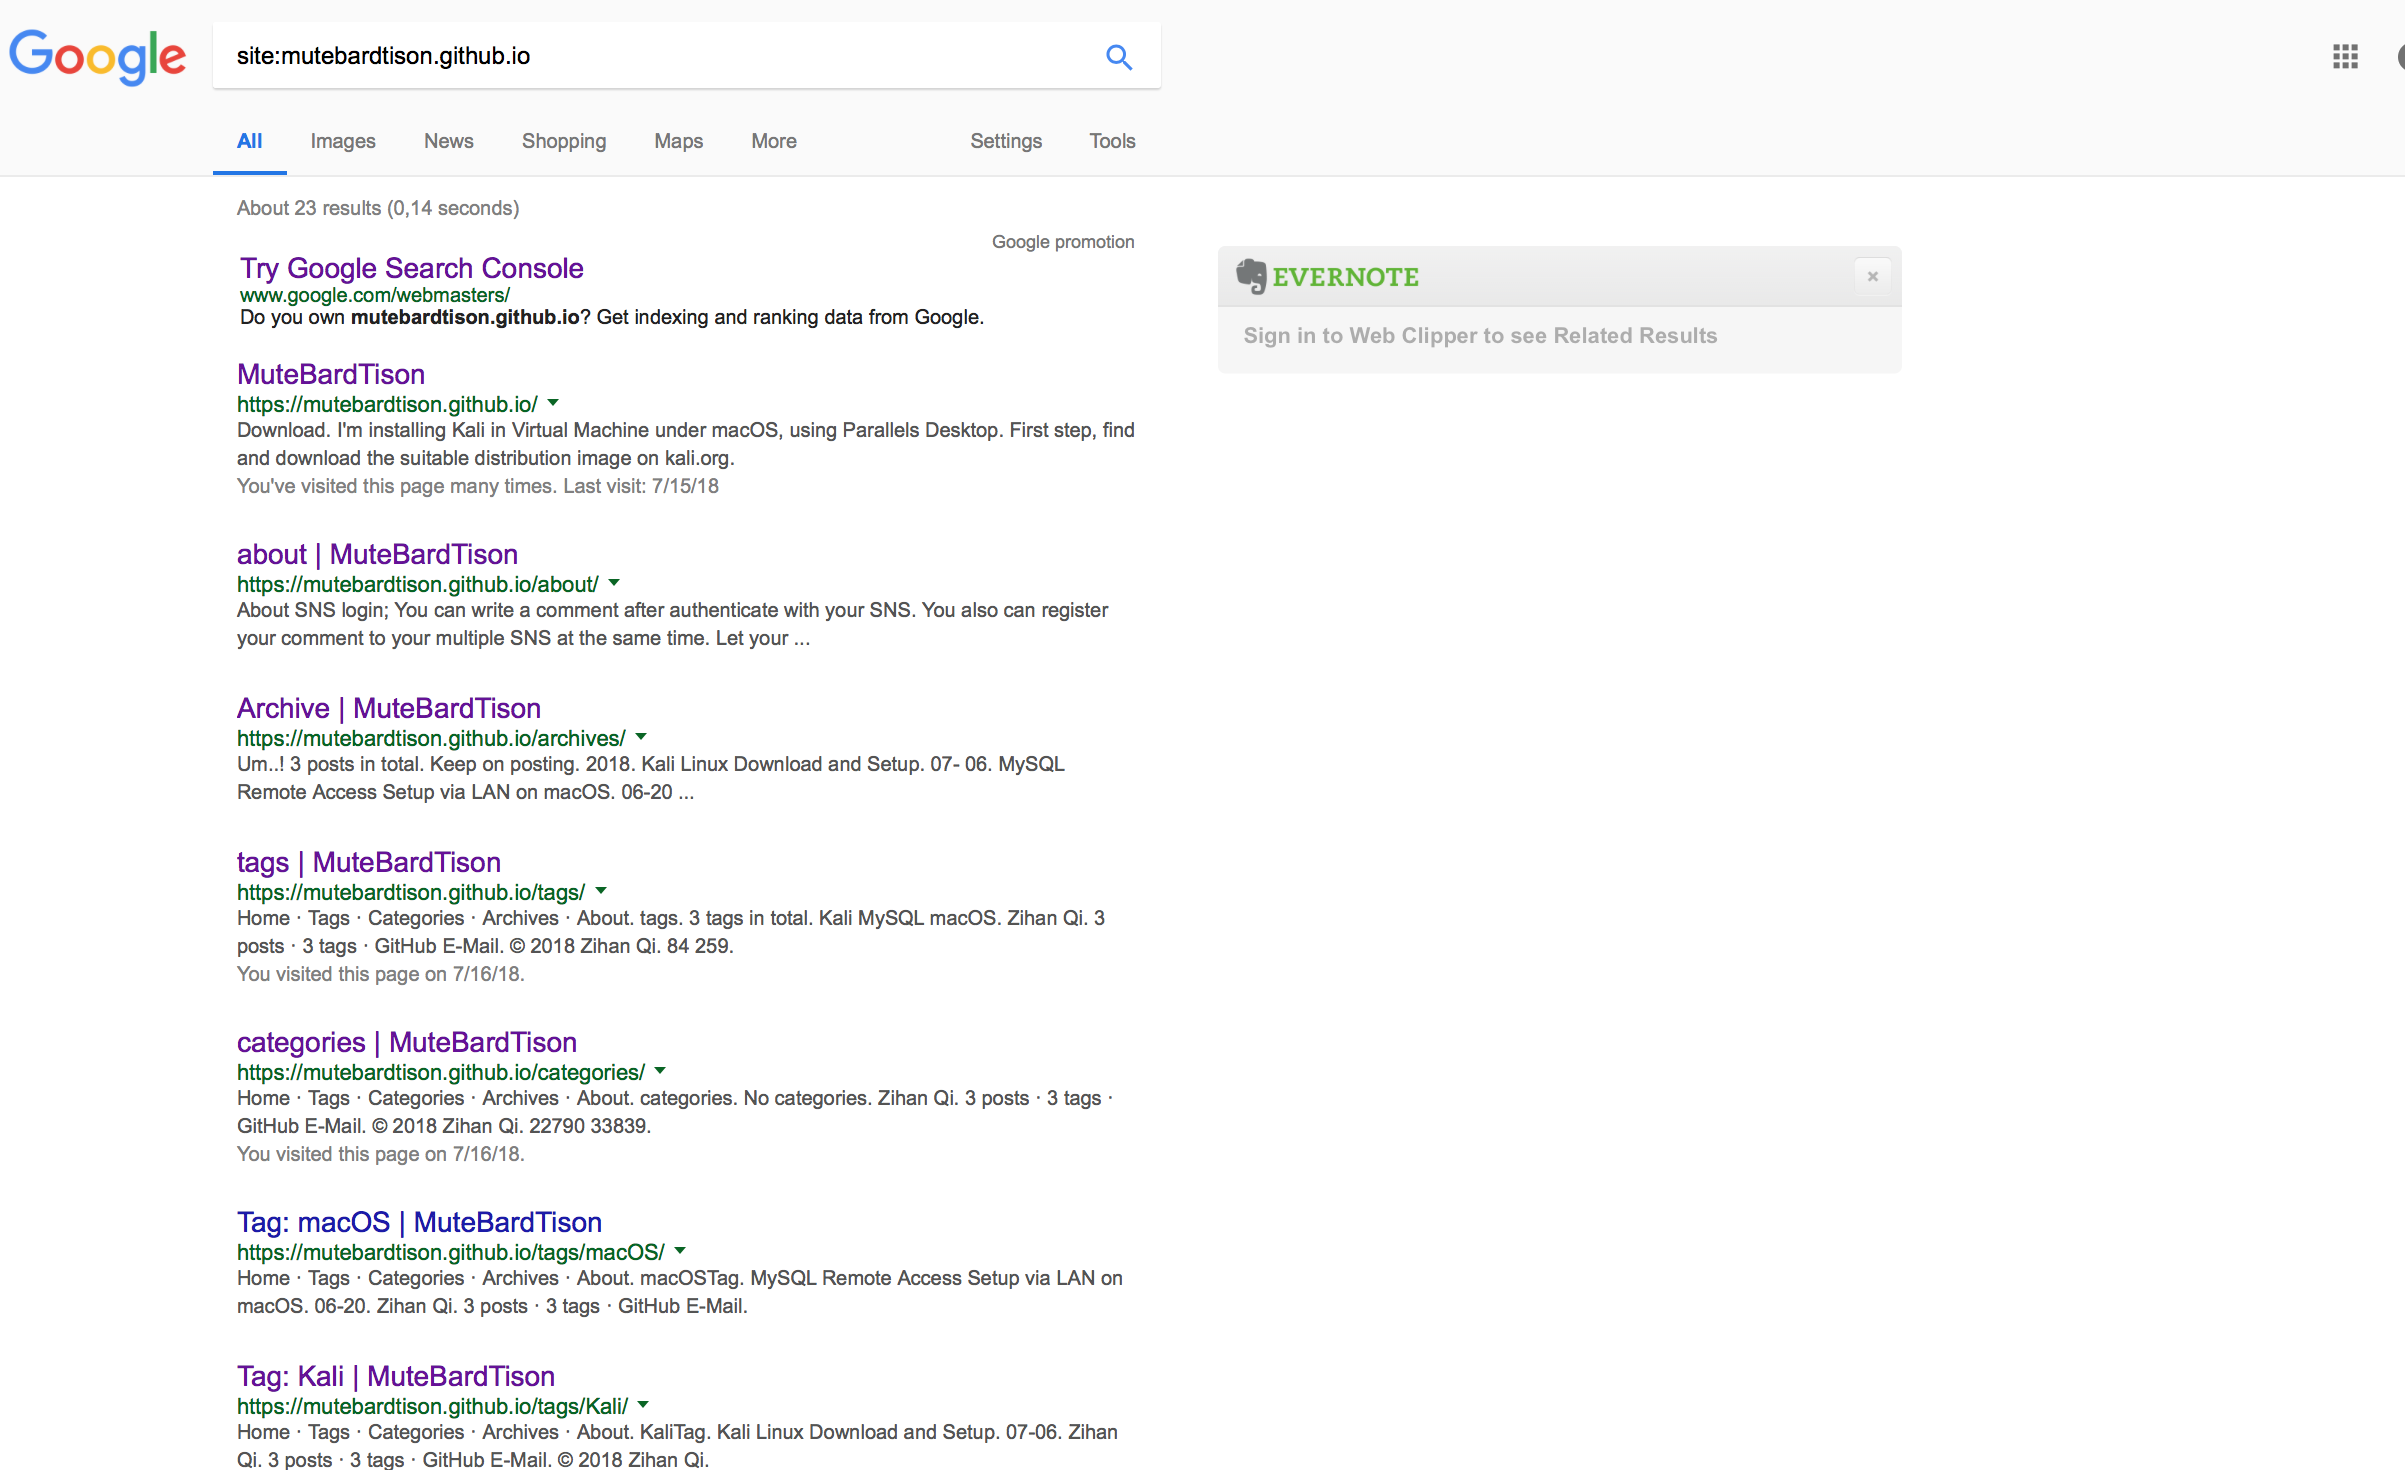 Google
site:mutebardtison.github.io
All Images News Shopping Maps More Settings Tools
About 23 results (0,14 seconds)
Google promotion
Try Google Search Console
www.google.com/webmasters/
Do you own mutebardtison.github.io? Get indexing and ranking data from Google.
EVERNOTE
Sign in to Web Clipper to see Related Results
MuteBardTison
https://mutebardtison.github.io/
Download. I'm installing Kali in Virtual Machine under macOS, using Parallels Desktop. First step, find
and download the suitable distribution image on kali.org.
You've visited this page many times. Last visit: 7/15/18
about | MuteBardTison
https://mutebardtison.github.io/about/
About SNS login; You can write a comment after authenticate with your SNS. You also can register
your comment to your multiple SNS at the same time. Let your ...
Archive | MuteBardTison
https://mutebardtison.github.io/archives/
Um..! 3 posts in total. Keep on posting. 2018. Kali Linux Download and Setup. 07- 06. MySQL
Remote Access Setup via LAN on macOS. 06-20 ...
tags | MuteBardTison
https://mutebardtison.github.io/tags/
Home · Tags · Categories · Archives · About. tags. 3 tags in total. Kali MySQL macOS. Zihan Qi. 3
posts · 3 tags · GitHub E-Mail. © 2018 Zihan Qi. 84 259.
You visited this page on 7/16/18.
categories | MuteBardTison
https://mutebardtison.github.io/categories/
Home · Tags · Categories · Archives · About. categories. No categories. Zihan Qi. 3 posts · 3 tags ·
GitHub E-Mail. © 2018 Zihan Qi. 22790 33839.
You visited this page on 7/16/18.
Tag: macOS | MuteBardTison
https://mutebardtison.github.io/tags/macOS/
Home · Tags · Categories · Archives · About. macOSTag. MySQL Remote Access Setup via LAN on
macOS. 06-20. Zihan Qi. 3 posts · 3 tags · GitHub E-Mail.
Tag: Kali | MuteBardTison
https://mutebardtison.github.io/tags/Kali/
Home · Tags · Categories · Archives · About. KaliTag. Kali Linux Download and Setup. 07-06. Zihan
Qi. 3 posts · 3 tags · GitHub E-Mail. © 2018 Zihan Qi.